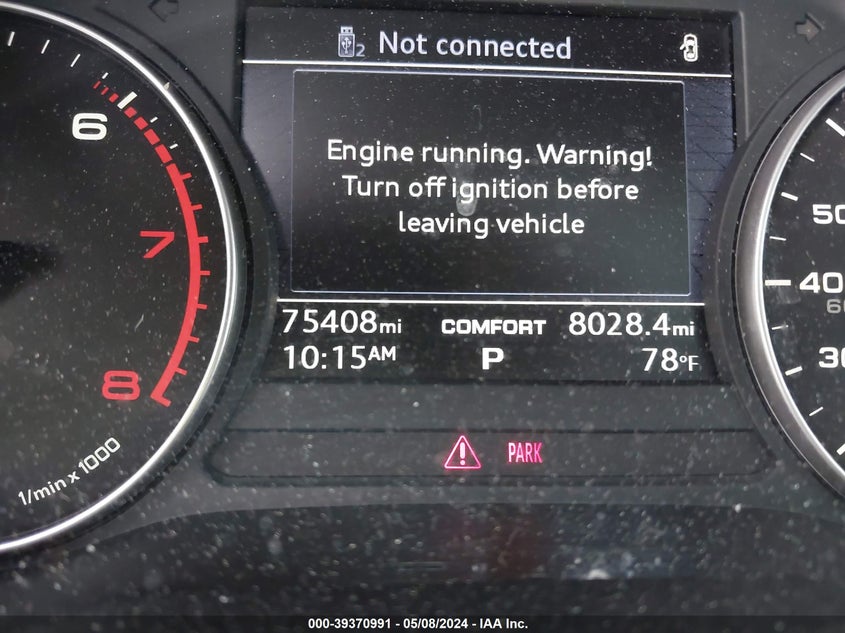 2 Not connected
Engine running. Warning!
Turn off ignition before
leaving vehicle
75408mi COMFORT 8028.4mi
10:15AM P 78°F
PARK
6
7
8
1/min x 1000
50
40
30
000-39370991 - 05/08/2024 - IAA Inc.